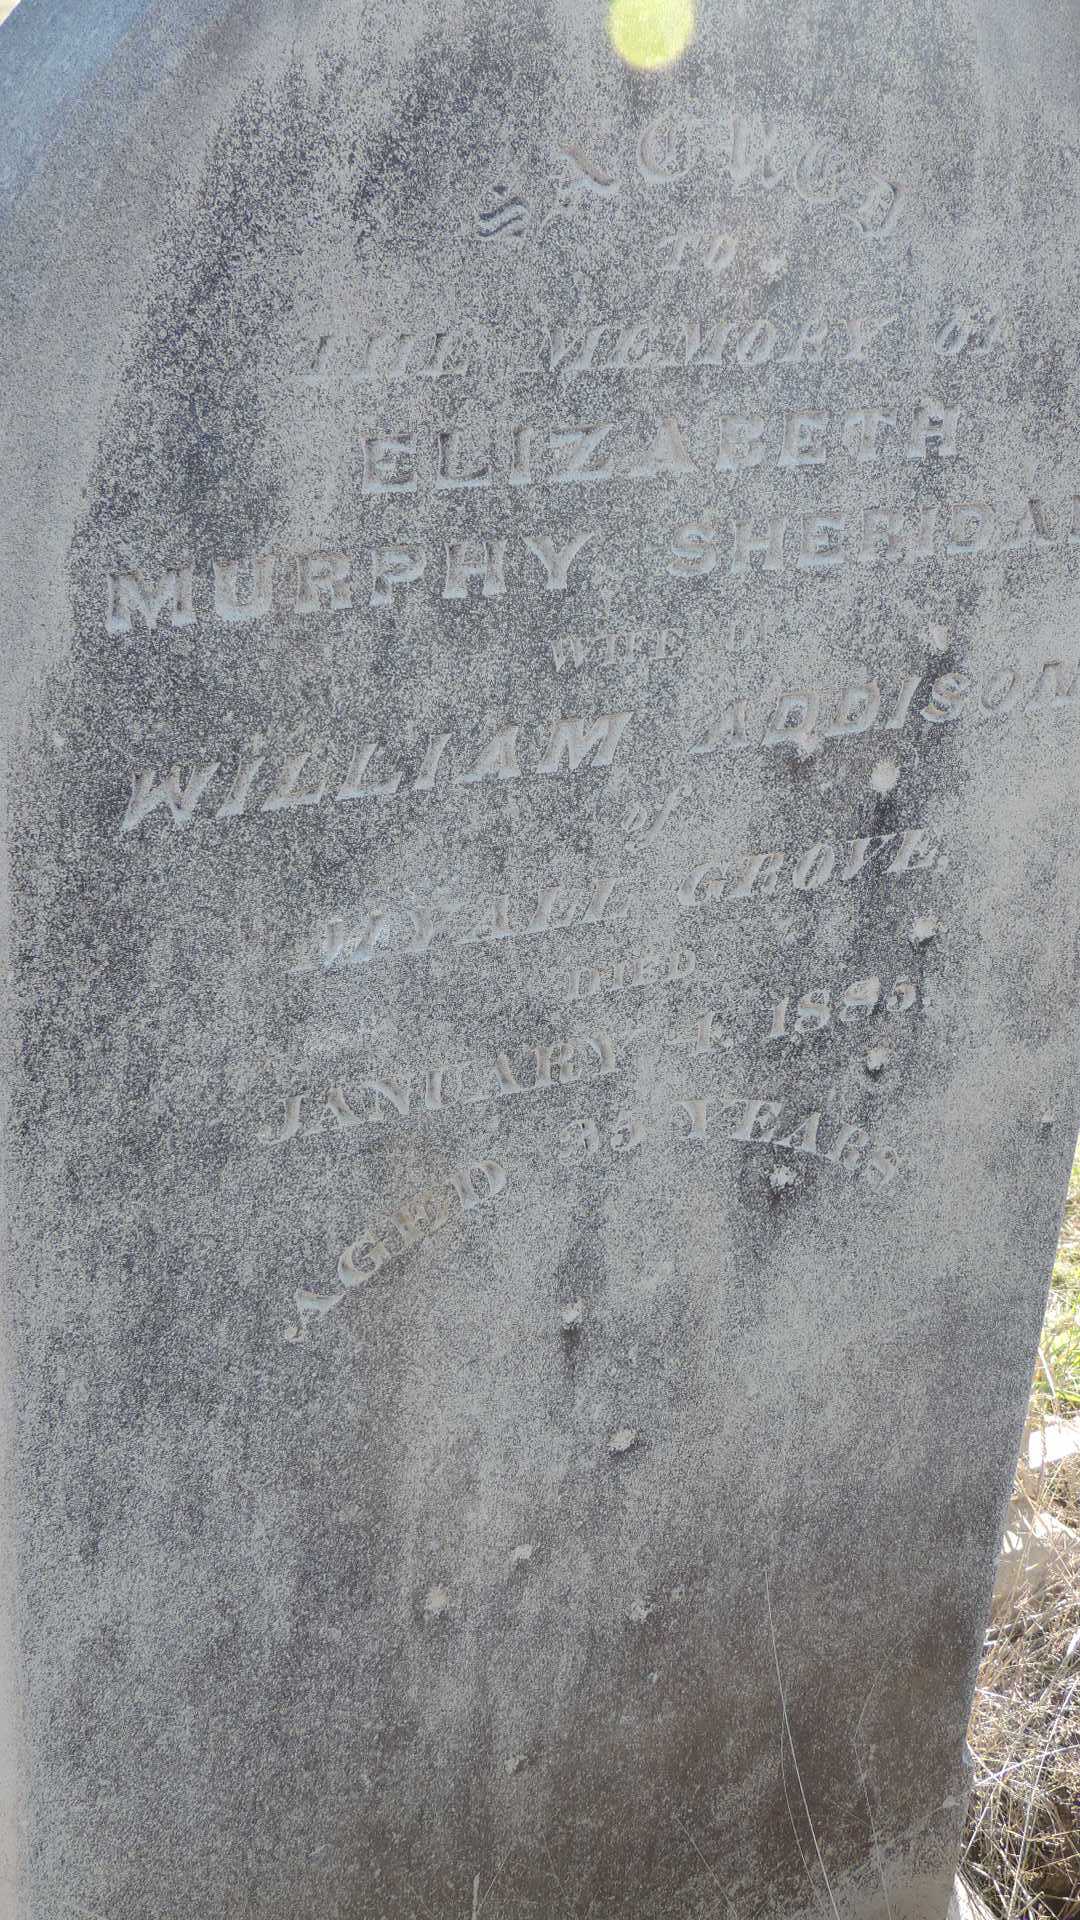 Sacred
TO
THE MEMORY OF
ELIZABETH
MURPHY SHERIDAN
WIFE OF
WILLIAM ADDISON
of
MYALL GROVE.
DIED
JANUARY 1. 1885.
AGED 35 YEARS